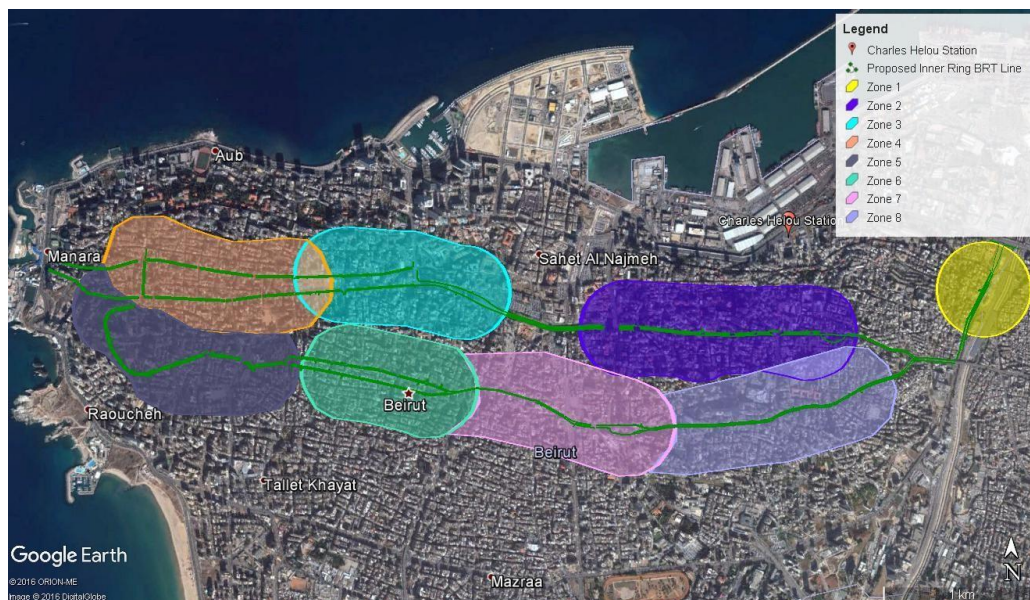 Legend
Charles Helou Station
Proposed Inner Ring BRT Line
Zone 1
Zone 2
Zone 3
Zone 4
Zone 5
Zone 6
Zone 7
Zone 8
Aub
Charles Helou Statio
Manara
Sahet Al Najmeh
Beirut
Raoucheh
Beirut
Tallet Khayat
Google Earth
©2016 ORION-ME
Image © 2016 DigitalGlobe
Mazraa
N
1 km